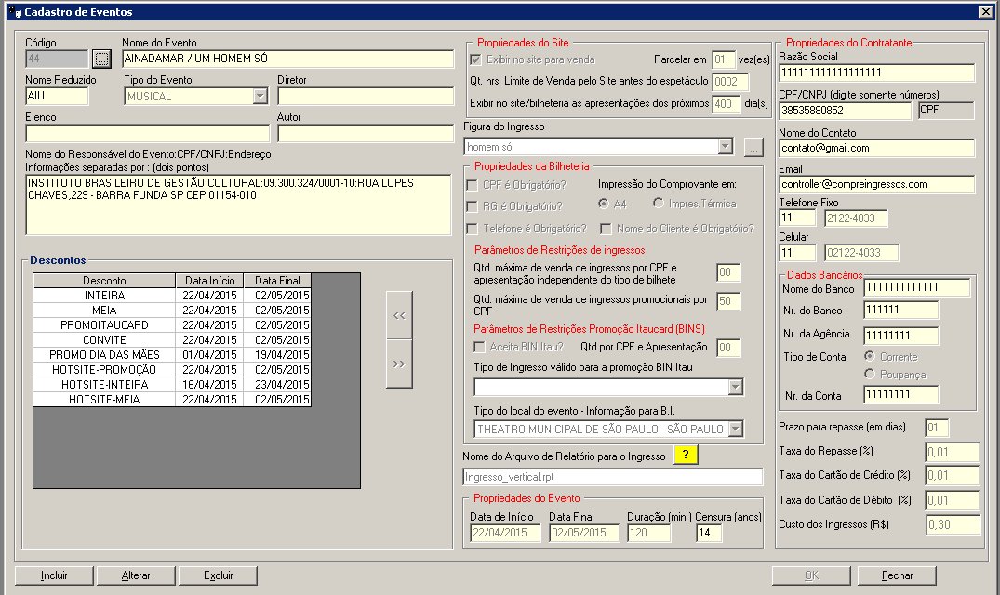 Cadastro de Eventos
Código
44
...
Nome do Evento
AINADAMAR / UM HOMEM SÓ
Nome Reduzido
AIU
Tipo do Evento
MUSICAL
Diretor
Elenco
Autor
Nome do Responsável do Evento:CPF/CNPJ:Endereço
Informações separadas por : (dois pontos)
INSTITUTO BRASILEIRO DE GESTÃO CULTURAL:09.300.324/0001-10:RUA LOPES
CHAVES,229 - BARRA FUNDA SP CEP 01154-010
Descontos
Desconto Data Início Data Final
INTEIRA 22/04/2015 02/05/2015
MEIA 22/04/2015 02/05/2015
PROMOITAUCARD 22/04/2015 02/05/2015
CONVITE 22/04/2015 02/05/2015
PROMO DIA DAS MÃES 01/04/2015 19/04/2015
HOTSITE-PROMOÇÃO 22/04/2015 02/05/2015
HOTSITE-INTEIRA 16/04/2015 23/04/2015
HOTSITE-MEIA 22/04/2015 02/05/2015
<<
>>
Propriedades do Site
Exibir no site para venda
Parcelar em 01 vez(es)
Qt. hrs. Limite de Venda pelo Site antes do espetáculo 0002
Exibir no site/bilheteria as apresentações dos próximos 400 dia(s)
Figura do Ingresso
homem só
...
Propriedades da Bilheteria
CPF é Obrigatório?
Impressão do Comprovante em:
RG é Obrigatório?
A4 Impres.Térmica
Telefone é Obrigatório? Nome do Cliente é Obrigatório?
Parâmetros de Restrições de ingressos
Qtd. máxima de venda de ingressos por CPF e
apresentação independente do tipo de bilhete
00
Qtd. máxima de venda de ingressos promocionais por
CPF
50
Parâmetros de Restrições Promoção Itaucard (BINS)
Aceita BIN Itau? Qtd por CPF e Apresentação 00
Tipo de Ingresso válido para a promoção BIN Itau
Tipo do local do evento - Informação para B.I.
THEATRO MUNICIPAL DE SÃO PAULO - SÃO PAULO
Nome do Arquivo de Relatório para o Ingresso ?
Ingresso_vertical.rpt
Propriedades do Evento
Data de Início Data Final Duração (min.) Censura (anos)
22/04/2015 02/05/2015 120 14
Propriedades do Contratante
Razão Social
111111111111111111
CPF/CNPJ (digite somente números)
38535880852 CPF
Nome do Contato
contato@gmail.com
Email
controller@compreingressos.com
Telefone Fixo
11 2122-4033
Celular
11 02122-4033
Dados Bancários
Nome do Banco 1111111111111
Nr. do Banco 111111
Nr. da Agência 11111111
Tipo de Conta Corrente
Poupança
Nr. da Conta 11111111
Prazo para repasse (em dias) 01
Taxa do Repasse (%) 0,01
Taxa do Cartão de Crédito (%) 0,01
Taxa do Cartão de Débito (%) 0,01
Custo dos Ingressos (R$) 0,30
Incluir Alterar Excluir OK Fechar